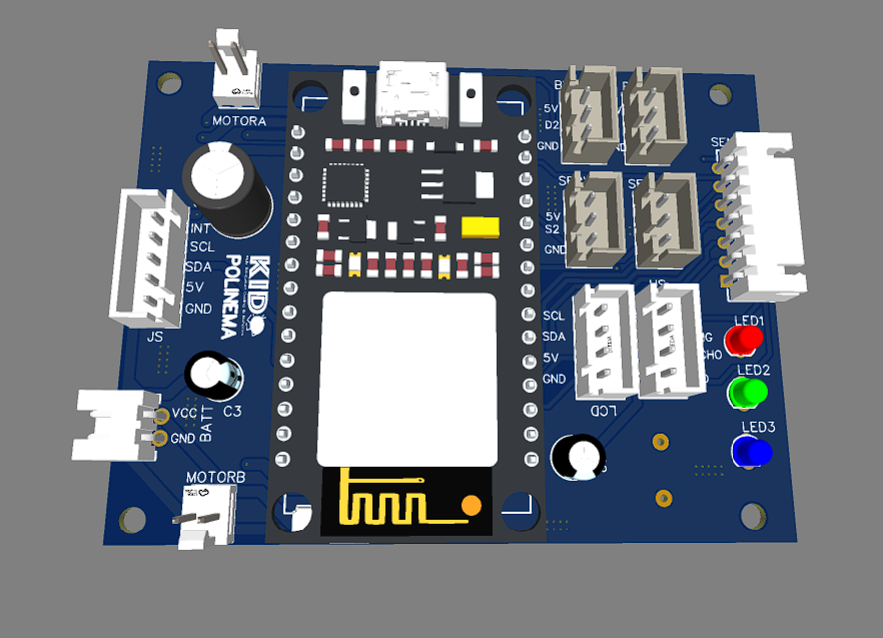 MOTORA
5V
D2
GND
INT
SCL
SDA
5V
GND
JS
KID
POLINEMA
5V
S2
GND
SCL
SDA
5V
GND
LCD
LED1
LED2
LED3
VCC
GND
BATT
C3
MOTORB